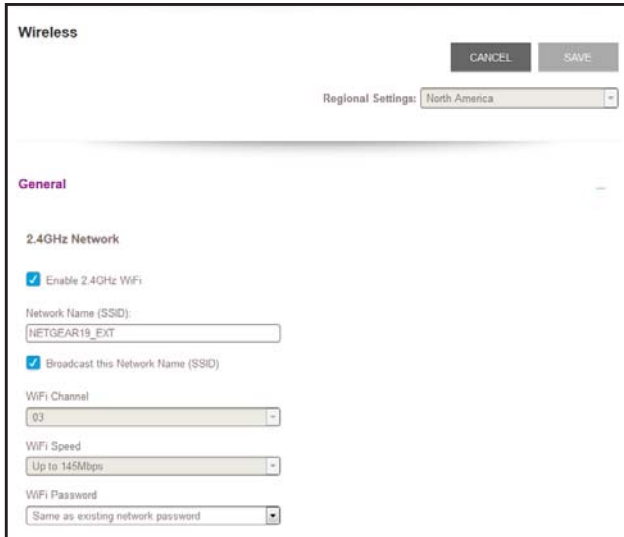 Wireless
CANCEL SAVE
Regional Settings: North America
General
2.4GHz Network
Enable 2.4GHz WiFi
Network Name (SSID):
NETGEAR19_EXT
Broadcast this Network Name (SSID)
WiFi Channel
03
WiFi Speed
Up to 145Mbps
WiFi Password
Same as existing network password